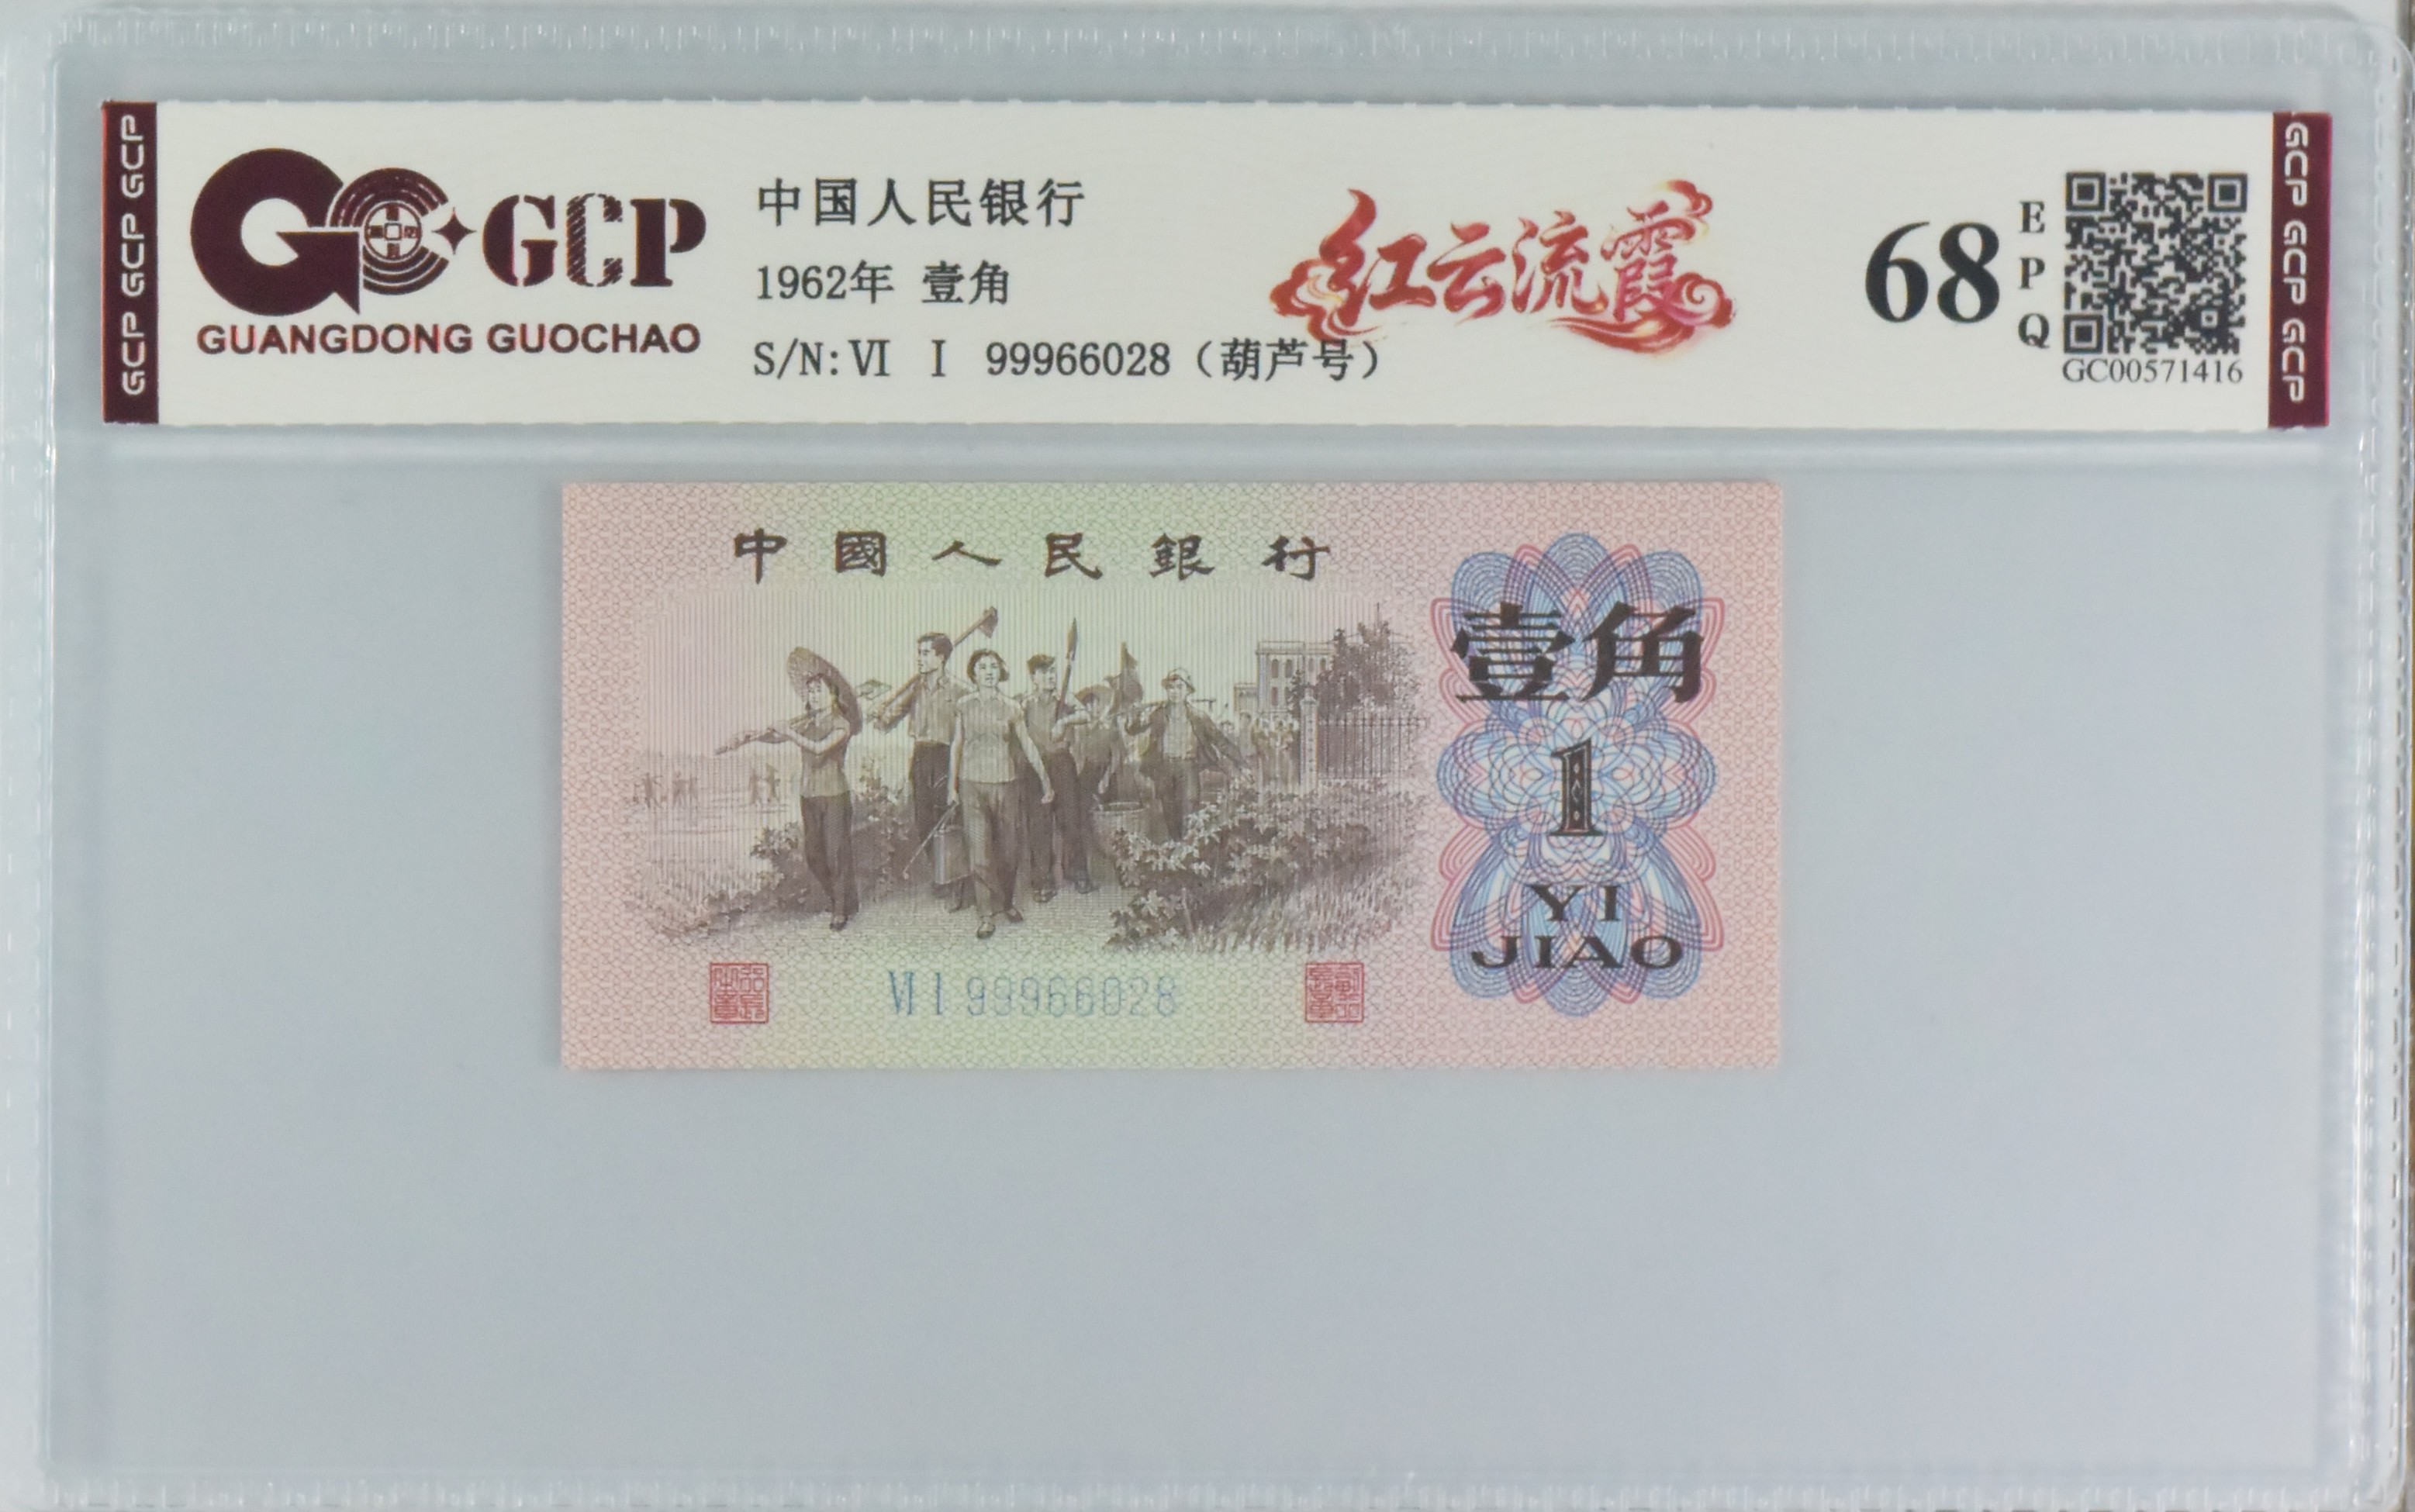 GCP GCP GCP
GCP
GUANGDONG GUOCHAO
中国人民银行
1962年 壹角
S/N:Ⅵ Ⅰ 99966028（葫芦号）
红云流霞
68
E
P
Q
GC00571416
GCP GCP GCP
中國人民銀行
壹角
1
YI
JIAO
Ⅵ Ⅰ 99966028